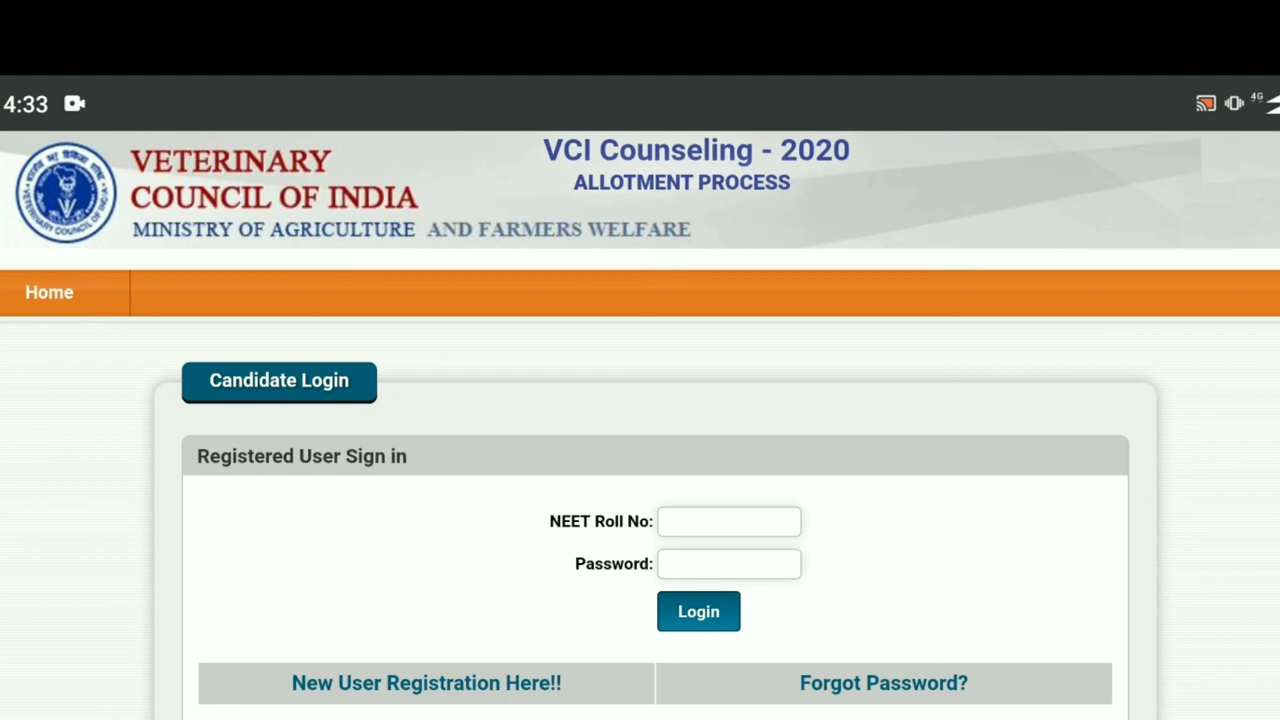 4:33
4G
VETERINARY
COUNCIL OF INDIA
MINISTRY OF AGRICULTURE AND FARMERS WELFARE
VCI Counseling - 2020
ALLOTMENT PROCESS
Home
Candidate Login
Registered User Sign in
NEET Roll No:
Password:
Login
New User Registration Here!!
Forgot Password?